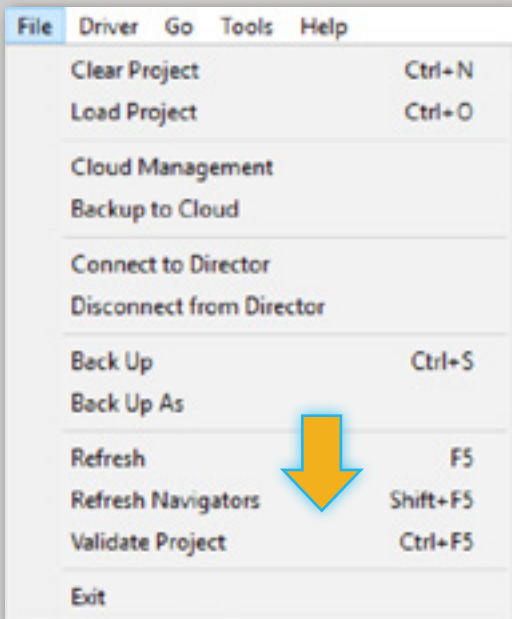 File Driver Go Tools Help
Clear Project Ctrl+N
Load Project Ctrl+O
Cloud Management
Backup to Cloud
Connect to Director
Disconnect from Director
Back Up Ctrl+S
Back Up As
Refresh F5
Refresh Navigators Shift+F5
Validate Project Ctrl+F5
Exit